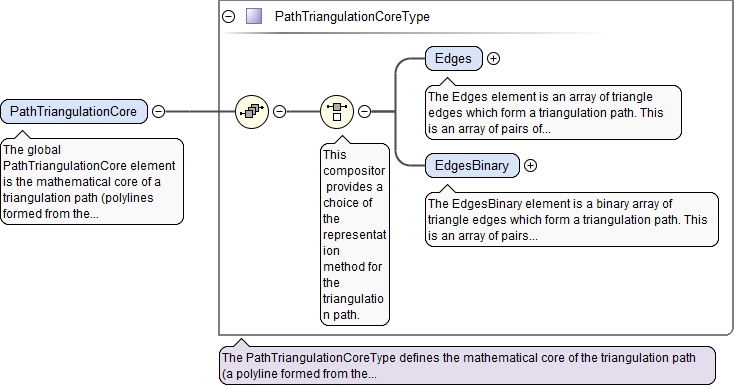 PathTriangulationCoreType
Edges
The Edges element is an array of triangle
edges which form a triangulation path. This
is an array of pairs of...
PathTriangulationCore
The global
PathTriangulationCore element
is the mathematical core of a
triangulation path (polylines
formed from the...
This
compositor
provides a
choice of
the
representat
ion
method for
the
triangulatio
n path.
EdgesBinary
The EdgesBinary element is a binary array of
triangle edges which form a triangulation path. This
is an array of pairs...
The PathTriangulationCoreType defines the mathematical core of the triangulation path
(a polyline formed from the...